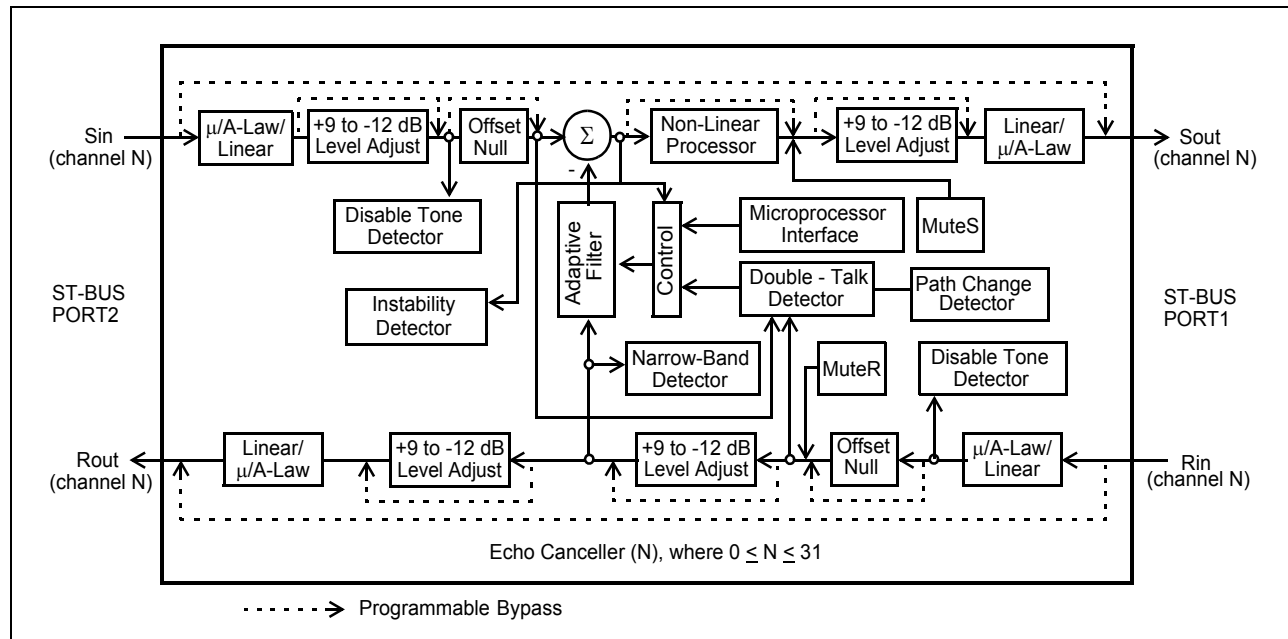 Sin
(channel N)
μ/A-Law/
Linear
+9 to -12 dB
Level Adjust
Offset
Null
Σ
-
Non-Linear
Processor
+9 to -12 dB
Level Adjust
Linear/
μ/A-Law
Sout
(channel N)
Disable Tone
Detector
Adaptive
Filter
Control
Microprocessor
Interface
MuteS
ST-BUS
PORT2
Instability
Detector
Double - Talk
Detector
Path Change
Detector
ST-BUS
PORT1
Narrow-Band
Detector
MuteR
Disable Tone
Detector
Rout
(channel N)
Linear/
μ/A-Law
+9 to -12 dB
Level Adjust
+9 to -12 dB
Level Adjust
Offset
Null
μ/A-Law/
Linear
Rin
(channel N)
Echo Canceller (N), where 0 ≤ N ≤ 31
Programmable Bypass